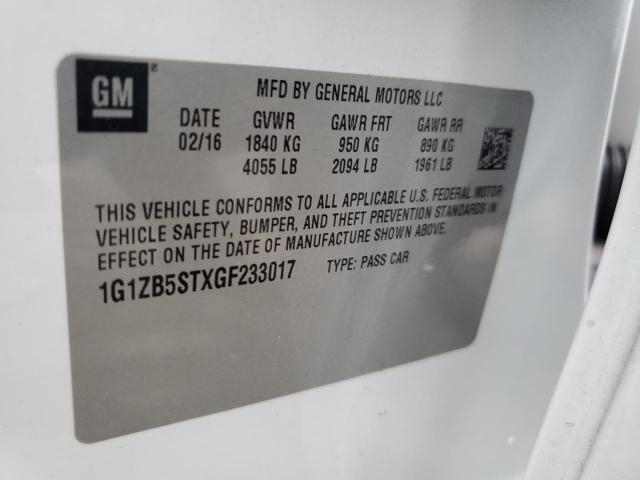 GM®
MFD BY GENERAL MOTORS LLC
DATE GVWR GAWR FRT GAWR RR
02/16 1840 KG 950 KG 890 KG
4055 LB 2094 LB 1961 LB
THIS VEHICLE CONFORMS TO ALL APPLICABLE U.S. FEDERAL MOTOR
VEHICLE SAFETY, BUMPER, AND THEFT PREVENTION STANDARDS IN
EFFECT ON THE DATE OF MANUFACTURE SHOWN ABOVE.
1G1ZB5STXGF233017 TYPE: PASS CAR